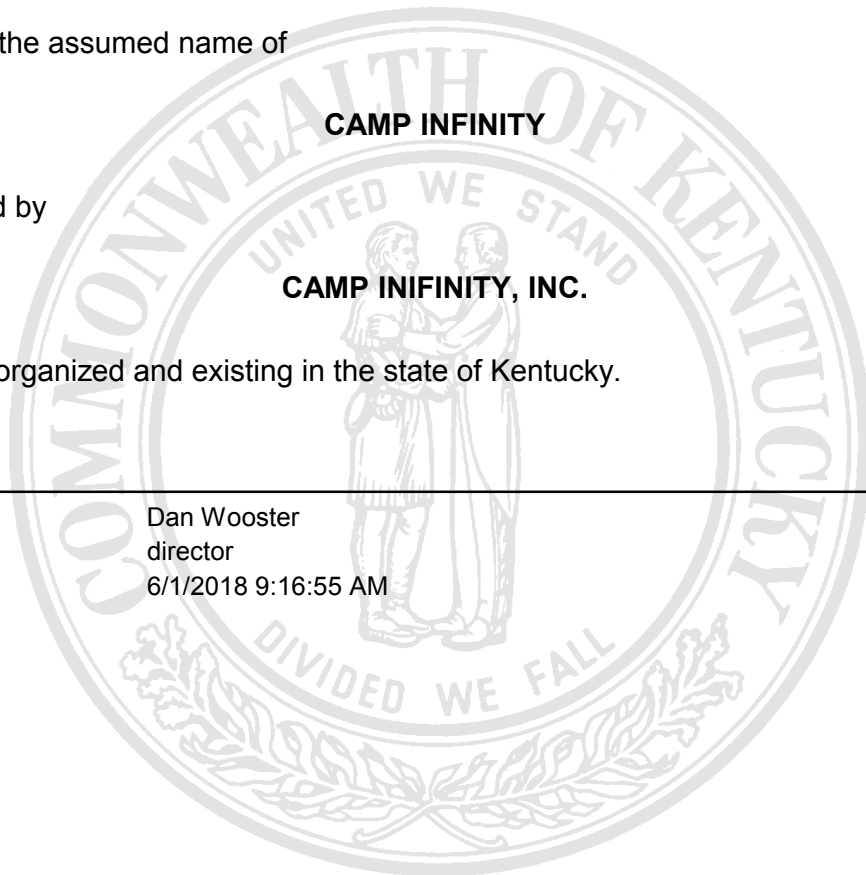 the assumed name of
CAMP INFINITY
d by
CAMP INIFINITY, INC.
organized and existing in the state of Kentucky.
Dan Wooster
director
6/1/2018 9:16:55 AM
COMMONWEALTH OF KENTUCKY
UNITED WE STAND
DIVIDED WE FALL